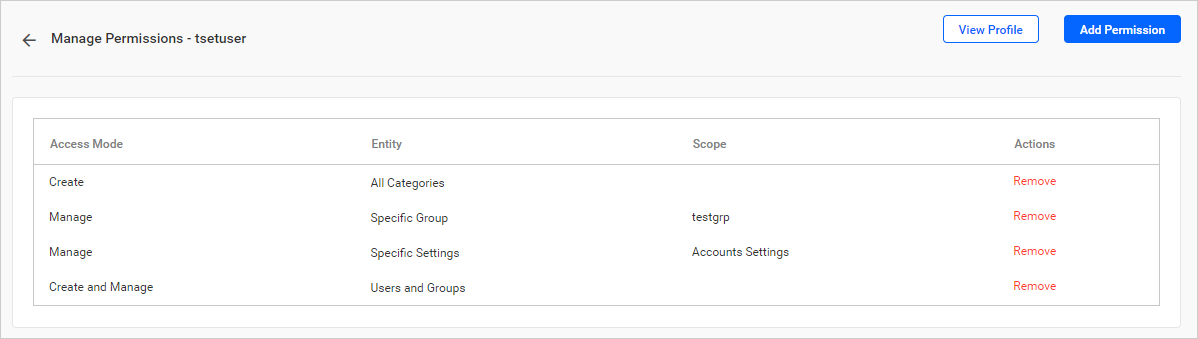 Manage Permissions - tsetuser
View Profile
Add Permission
Access Mode Entity Scope Actions
Create All Categories Remove
Manage Specific Group testgrp Remove
Manage Specific Settings Accounts Settings Remove
Create and Manage Users and Groups Remove